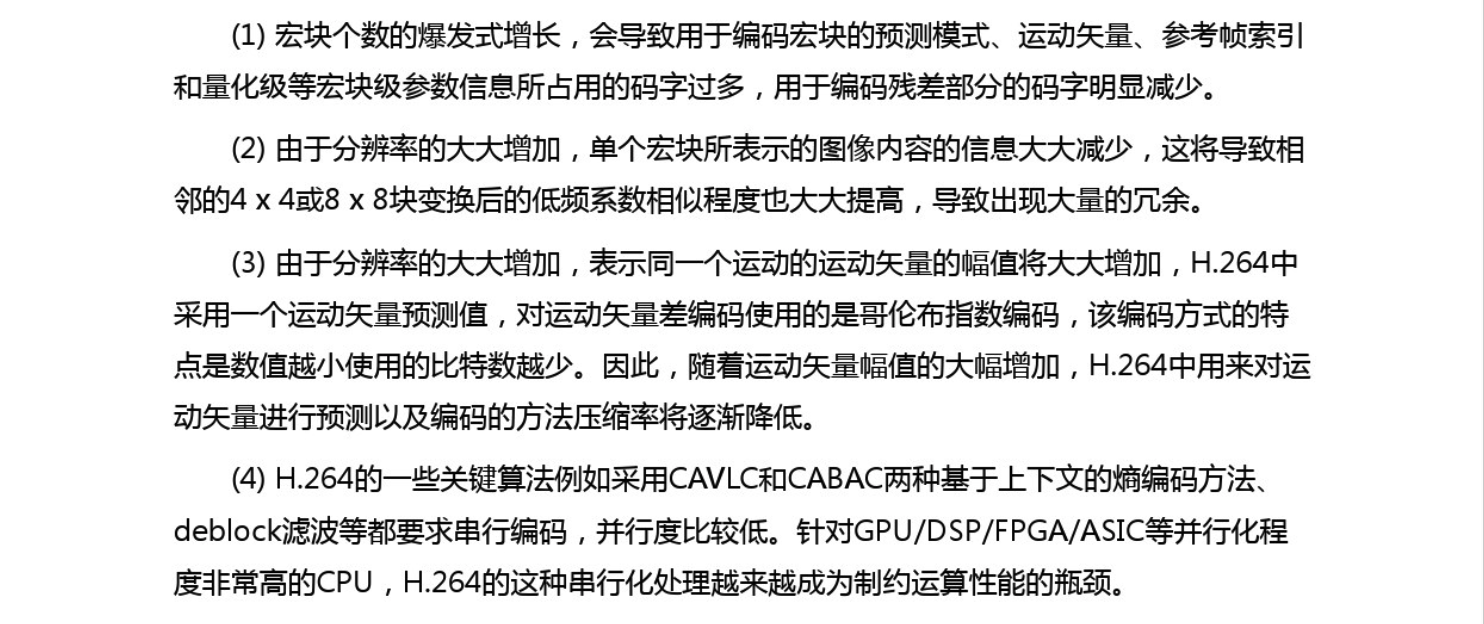 (1) 宏块个数的爆发式增长，会导致用于编码宏块的预测模式、运动矢量、参考帧索引
和量化级等宏块级参数信息所占用的码字过多，用于编码残差部分的码字明显减少。
(2) 由于分辨率的大大增加，单个宏块所表示的图像内容的信息大大减少，这将导致相
邻的4 x 4或8 x 8块变换后的低频系数相似程度也大大提高，导致出现大量的冗余。
(3) 由于分辨率的大大增加，表示同一个运动的运动矢量的幅值将大大增加，H.264中
采用一个运动矢量预测值，对运动矢量差编码使用的是哥伦布指数编码，该编码方式的特
点是数值越小使用的比特数越少。因此，随着运动矢量幅值的大幅增加，H.264中用来对运
动矢量进行预测以及编码的方法压缩率将逐渐降低。
(4) H.264的一些关键算法例如采用CAVLC和CABAC两种基于上下文的熵编码方法、
deblock滤波等都要求串行编码，并行度比较低。针对GPU/DSP/FPGA/ASIC等并行化程
度非常高的CPU，H.264的这种串行化处理越来越成为制约运算性能的瓶颈。